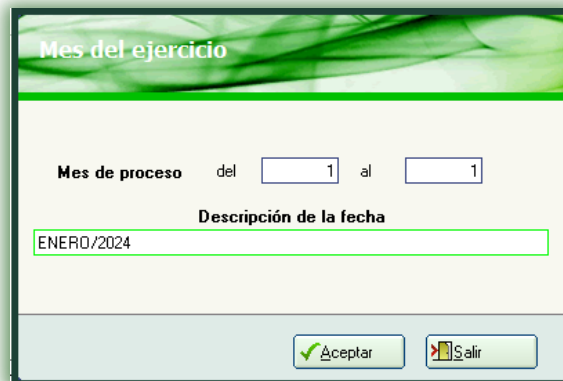 Mes del ejercicio
Mes de proceso del 1 al 1
Descripción de la fecha
ENERO/2024
Aceptar Salir